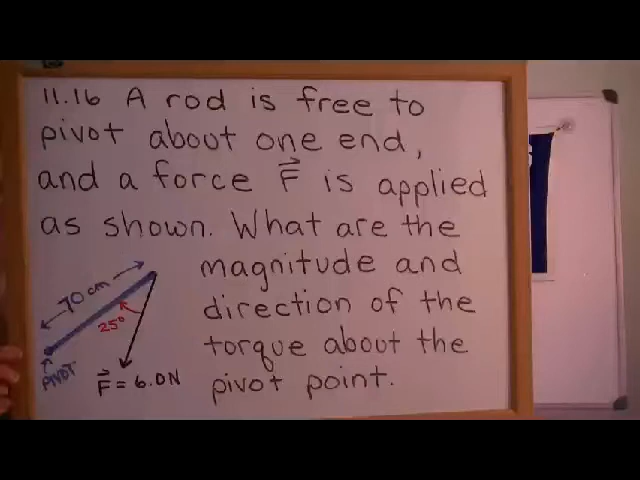 11.16 A rod is free to
pivot about one end,
and a force F⃗ is applied
as shown. What are the
magnitude and
direction of the
torque about the
pivot point.
70 cm
25°
PIVOT
F⃗ = 6.0N